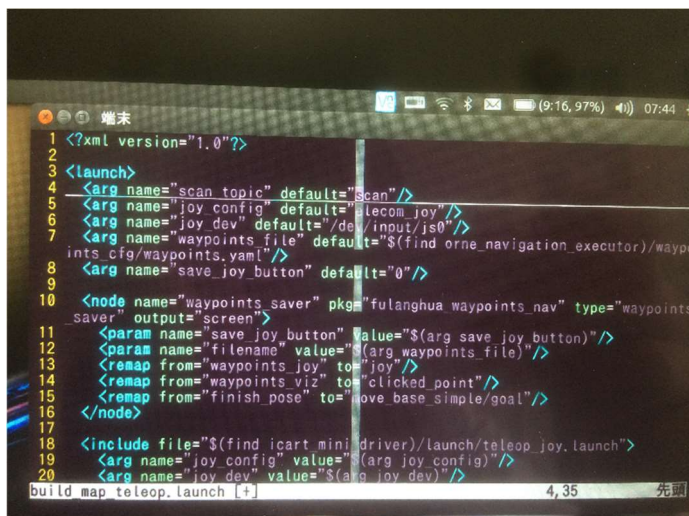 (9:16, 97%) 07:44
端末
1 <?xml version="1.0"?>
2
3 <launch>
4 <arg name="scan_topic" default="scan"/>
5 <arg name="joy_config" default="elecom_joy"/>
6 <arg name="joy_dev" default="/dev/input/js0"/>
7 <arg name="waypoints_file" default="$(find orne_navigation_executor)/waypo
ints_cfg/waypoints.yaml"/>
8 <arg name="save_joy_button" default="0"/>
9
10 <node name="waypoints_saver" pkg="fulanghua_waypoints_nav" type="waypoints
_saver" output="screen">
11 <param name="save_joy_button" value="$(arg save_joy_button)"/>
12 <param name="filename" value="$(arg waypoints_file)"/>
13 <remap from="waypoints_joy" to="joy"/>
14 <remap from="waypoints_viz" to="clicked_point"/>
15 <remap from="finish_pose" to="move_base_simple/goal"/>
16 </node>
17
18 <include file="$(find icart_mini_driver)/launch/teleop_joy.launch">
19 <arg name="joy_config" value="$(arg joy_config)"/>
20 <arg name="joy_dev" value="$(arg joy_dev)"/>
build_map_teleop.launch [+] 4,35 先頭